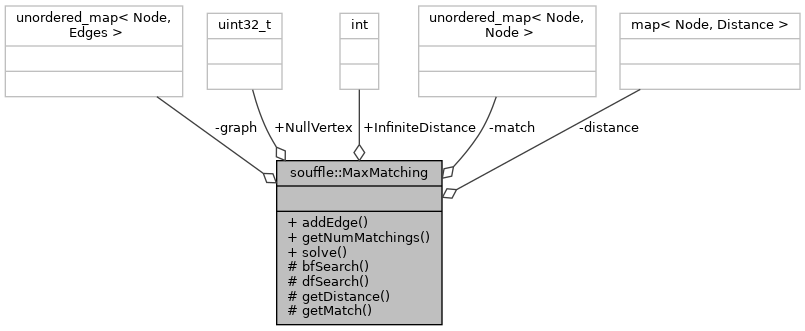 unordered_map< Node,
Edges >
uint32_t
int
unordered_map< Node,
Node >
map< Node, Distance >
-graph
+NullVertex
+InfiniteDistance
-match
-distance
souffle::MaxMatching
+ addEdge()
+ getNumMatchings()
+ solve()
# bfSearch()
# dfSearch()
# getDistance()
# getMatch()